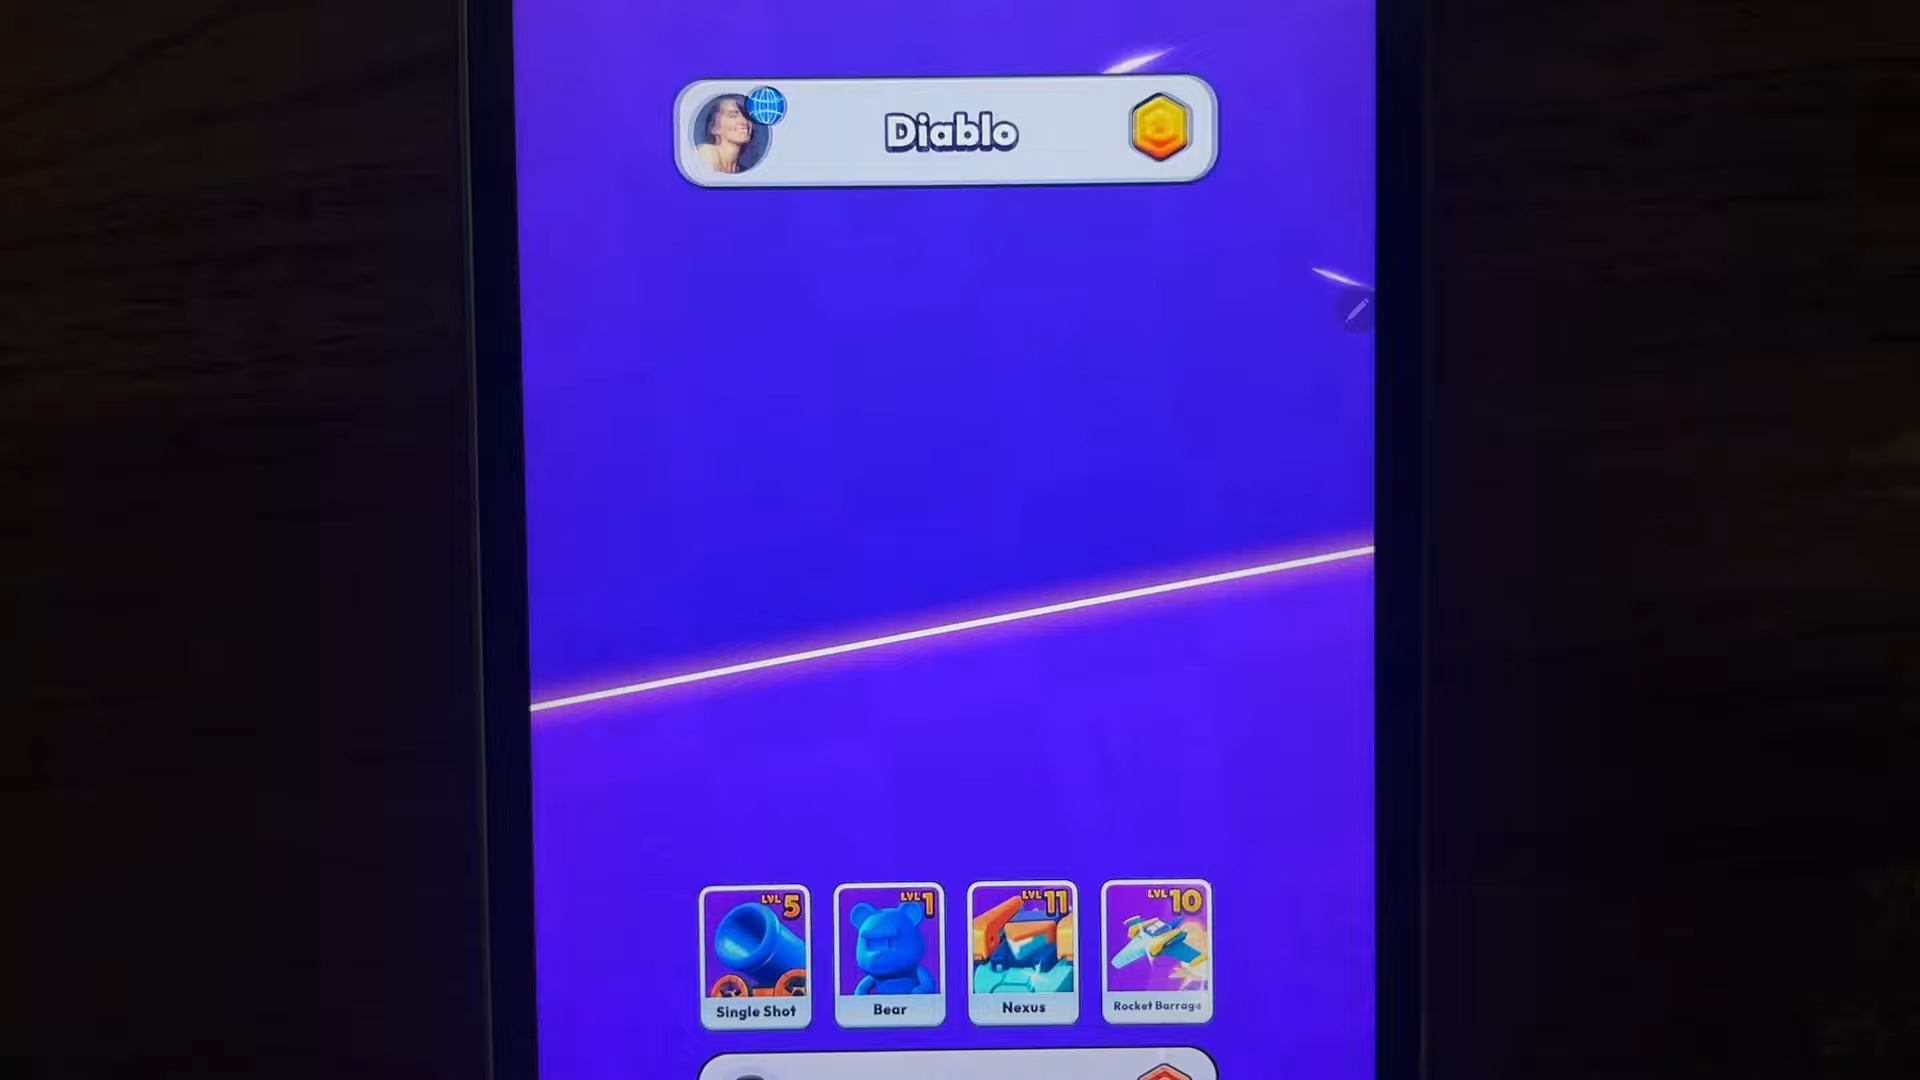 Diablo
LVL 5
LVL 1
LVL 11
LVL 10
Single Shot
Bear
Nexus
Rocket Barrage